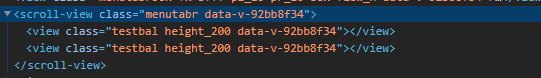 <scroll-view class="menutabr data-v-92bb8f34">
<view class="testbal height_200 data-v-92bb8f34"></view>
<view class="testbal height_200 data-v-92bb8f34"></view>
</scroll-view>